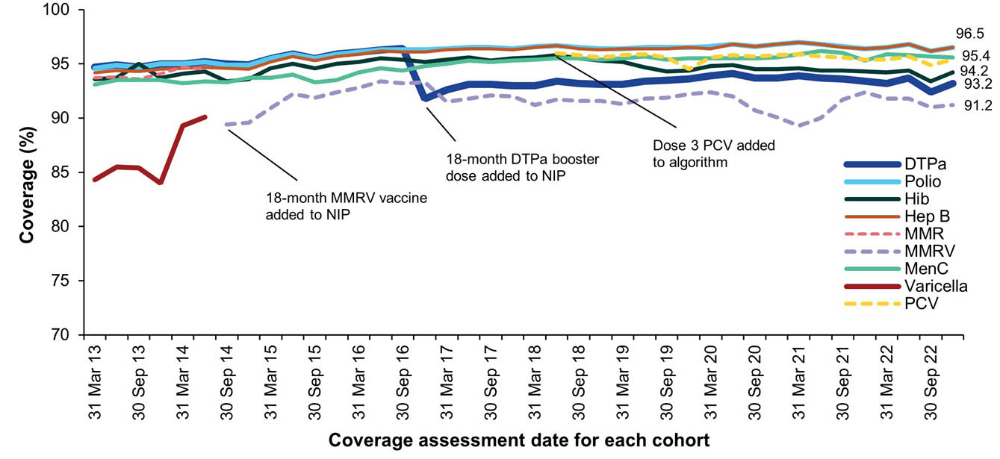 100
95
90
85
80
75
70
Coverage (%)
96.5
95.4
94.2
93.2
91.2
18-month MMRV vaccine
added to NIP
18-month DTPa booster
dose added to NIP
Dose 3 PCV added
to algorithm
DTPa
Polio
Hib
Hep B
MMR
MMRV
MenC
Varicella
PCV
31 Mar 13
30 Sep 13
31 Mar 14
30 Sep 14
31 Mar 15
30 Sep 15
31 Mar 16
30 Sep 16
31 Mar 17
30 Sep 17
31 Mar 18
30 Sep 18
31 Mar 19
30 Sep 19
31 Mar 20
30 Sep 20
31 Mar 21
30 Sep 21
31 Mar 22
30 Sep 22
Coverage assessment date for each cohort